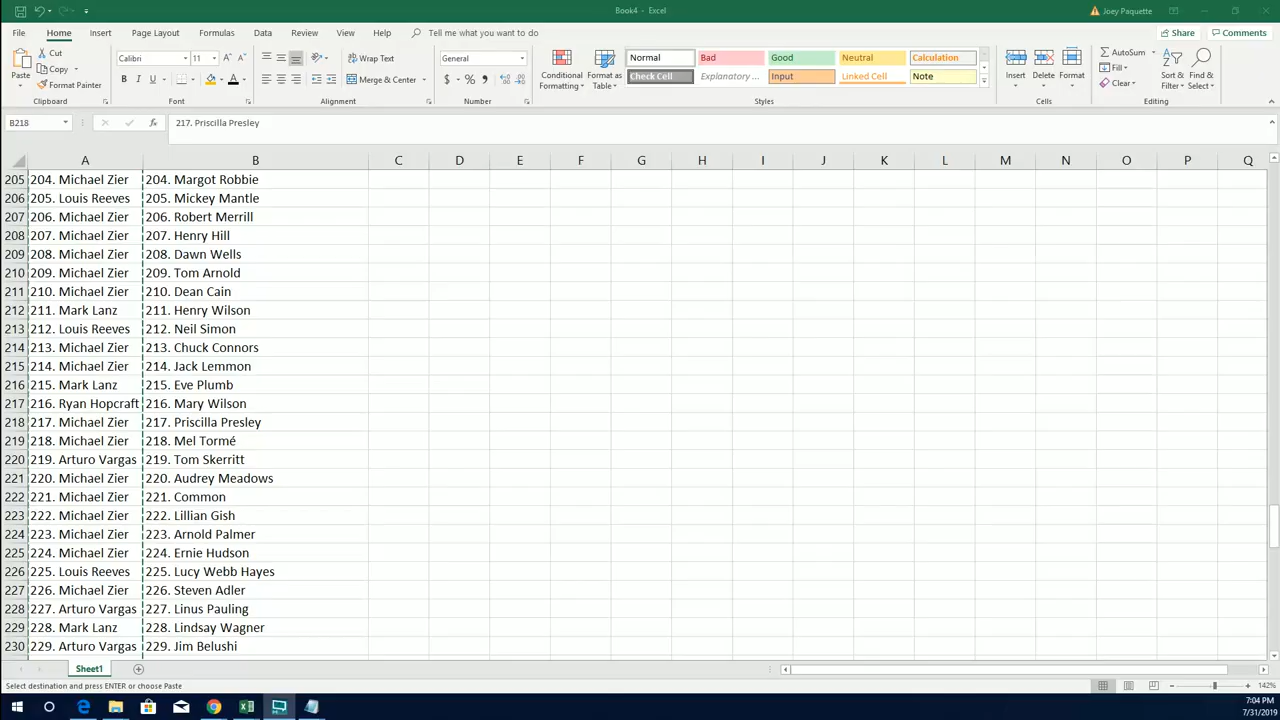 Book4 - Excel
Joey Paquette
File Home Insert Page Layout Formulas Data Review View Help Tell me what you want to do
Share Comments
Paste
Cut
Copy
Format Painter
Clipboard
Calibri 11
B I U
Font
Wrap Text
Merge & Center
Alignment
General
$ % ,
Number
Conditional Formatting
Format as Table
Normal Bad Good Neutral Calculation
Check Cell Explanatory ... Input Linked Cell Note
Styles
Insert Delete Format
Cells
AutoSum
Fill
Clear
Sort & Filter
Find & Select
Editing
B218 fx 217. Priscilla Presley
A B C D E F G H I J K L M N O P Q
205 204. Michael Zier 204. Margot Robbie
206 205. Louis Reeves 205. Mickey Mantle
207 206. Michael Zier 206. Robert Merrill
208 207. Michael Zier 207. Henry Hill
209 208. Michael Zier 208. Dawn Wells
210 209. Michael Zier 209. Tom Arnold
211 210. Michael Zier 210. Dean Cain
212 211. Mark Lanz 211. Henry Wilson
213 212. Louis Reeves 212. Neil Simon
214 213. Michael Zier 213. Chuck Connors
215 214. Michael Zier 214. Jack Lemmon
216 215. Mark Lanz 215. Eve Plumb
217 216. Ryan Hopcraft 216. Mary Wilson
218 217. Michael Zier 217. Priscilla Presley
219 218. Michael Zier 218. Mel Tormé
220 219. Arturo Vargas 219. Tom Skerritt
221 220. Michael Zier 220. Audrey Meadows
222 221. Michael Zier 221. Common
223 222. Michael Zier 222. Lillian Gish
224 223. Michael Zier 223. Arnold Palmer
225 224. Michael Zier 224. Ernie Hudson
226 225. Louis Reeves 225. Lucy Webb Hayes
227 226. Michael Zier 226. Steven Adler
228 227. Arturo Vargas 227. Linus Pauling
229 228. Mark Lanz 228. Lindsay Wagner
230 229. Arturo Vargas 229. Jim Belushi
Sheet1
Select destination and press ENTER or choose Paste
142%
7:04 PM
7/31/2019